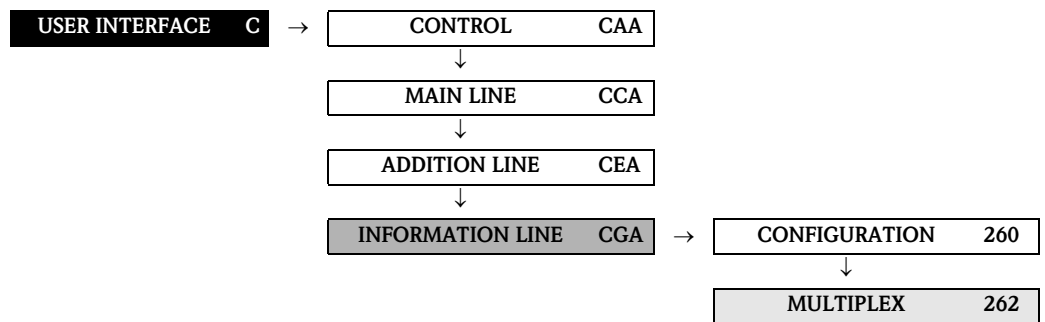 USER INTERFACE C → CONTROL CAA
↓
MAIN LINE CCA
↓
ADDITION LINE CEA
↓
INFORMATION LINE CGA → CONFIGURATION 260
↓
MULTIPLEX 262